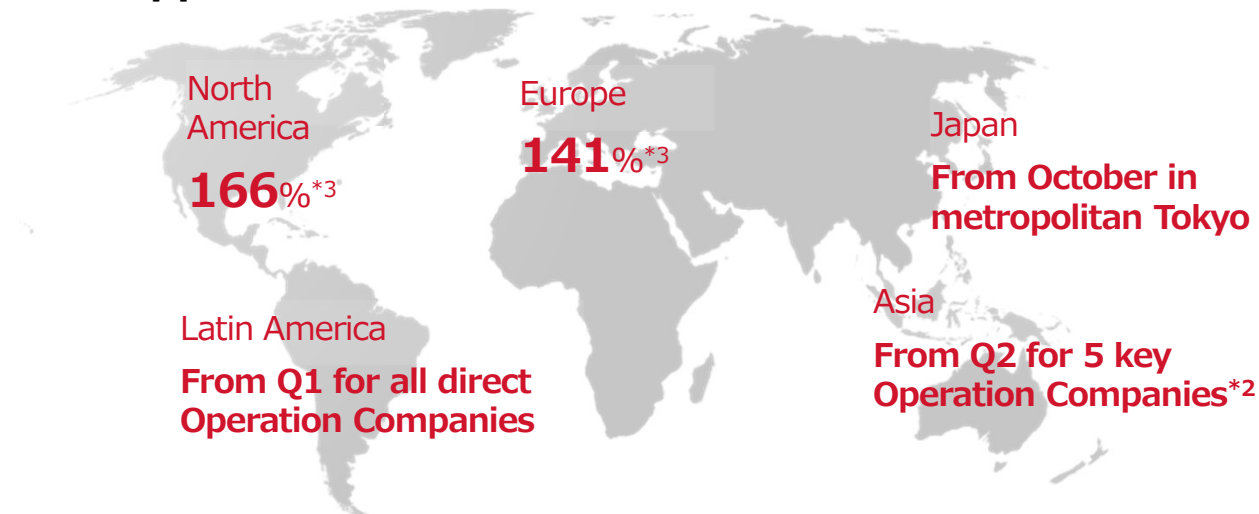 North
America
166%*3
Europe
141%*3
Japan
From October in
metropolitan Tokyo
Latin America
From Q1 for all direct
Operation Companies
Asia
From Q2 for 5 key
Operation Companies*2